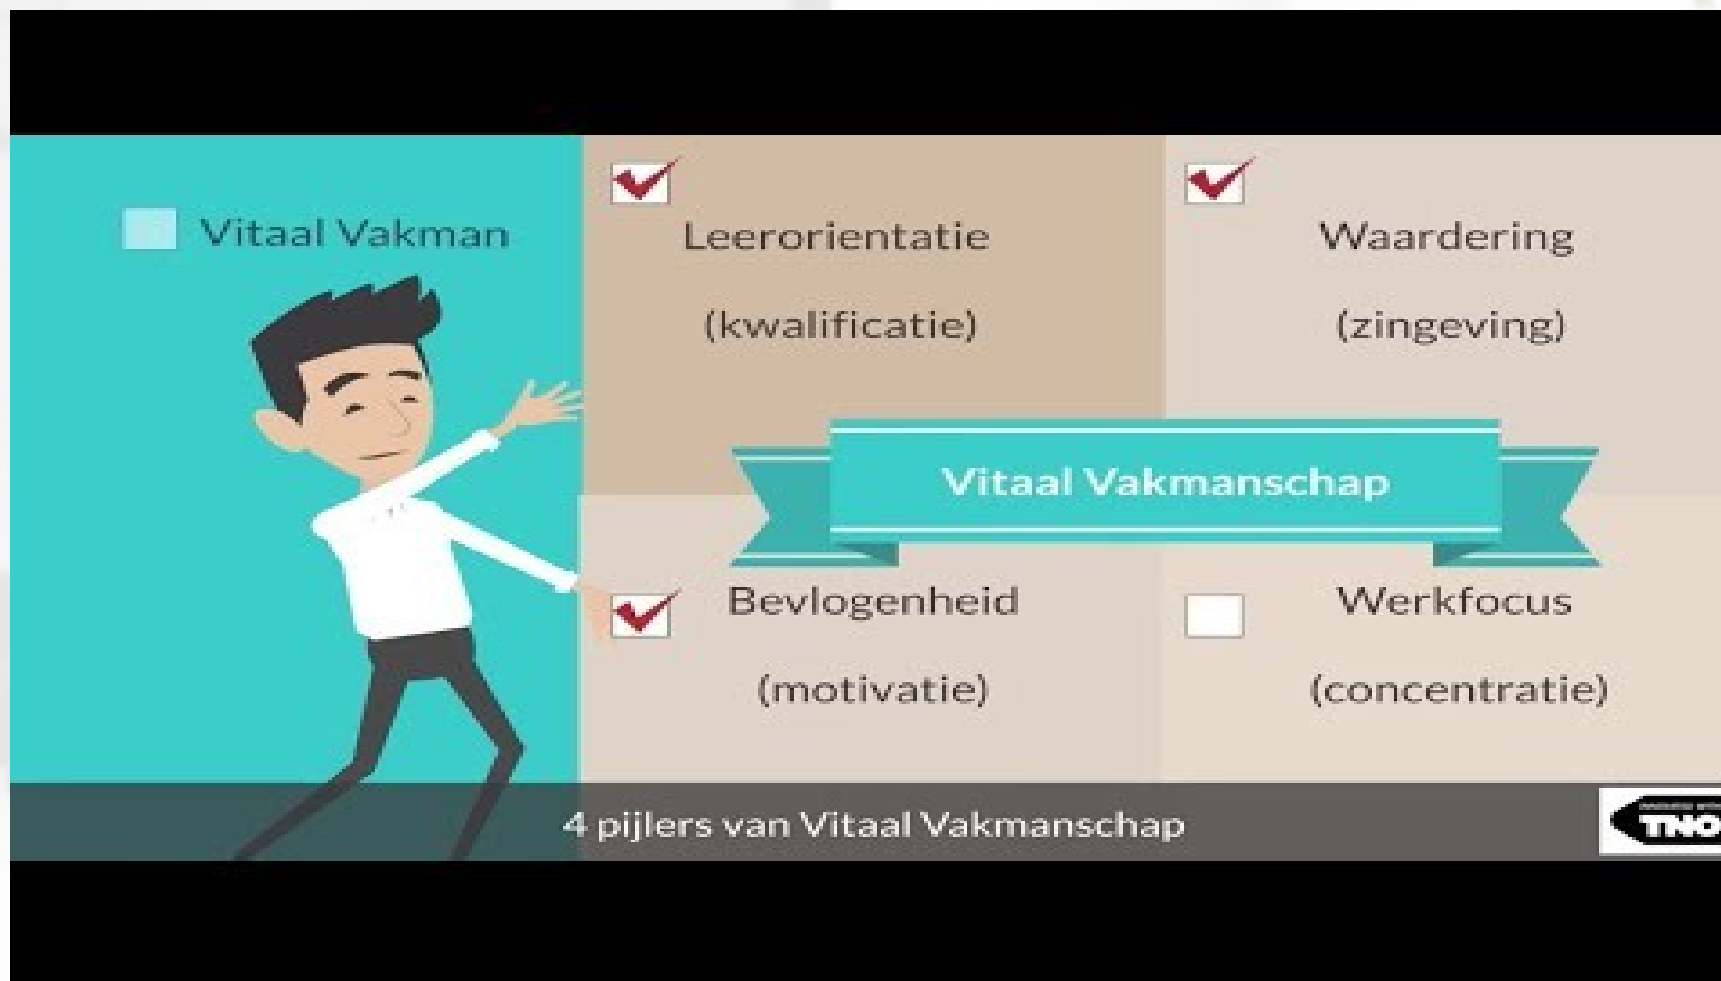 Vitaal Vakman
Leerorientatie
(kwalificatie)
Waardering
(zingeving)
Vitaal Vakmanschap
Bevlogenheid
(motivatie)
Werkfocus
(concentratie)
4 pijlers van Vitaal Vakmanschap
TNO